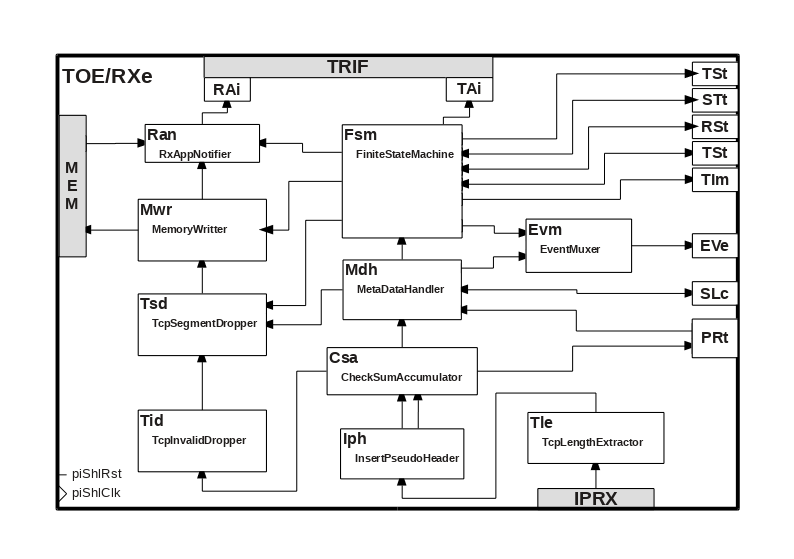 TRIF
TOE/RXe
RAi
TAi
TSt
STt
RSt
TSt
TIm
EVe
SLc
PRt
M
E
M
Ran
RxAppNotifier
Fsm
FiniteStateMachine
Mwr
MemoryWritter
Evm
EventMuxer
Mdh
MetaDataHandler
Tsd
TcpSegmentDropper
Csa
CheckSumAccumulator
Tid
TcpInvalidDropper
Iph
InsertPseudoHeader
Tle
TcpLengthExtractor
piShlRst
piShlClk
IPRX